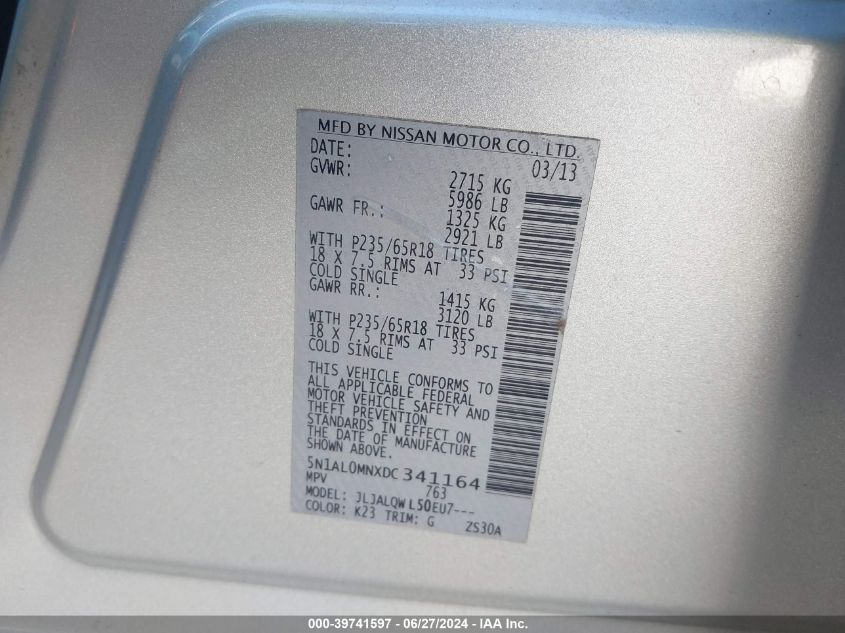 MFD BY NISSAN MOTOR CO., LTD.
DATE: 03/13
GVWR: 2715 KG
5986 LB
GAWR FR.: 1325 KG
2921 LB
WITH P235/65R18 TIRES
18 X 7.5 RIMS AT 33 PSI
COLD SINGLE
GAWR RR.: 1415 KG
3120 LB
WITH P235/65R18 TIRES
18 X 7.5 RIMS AT 33 PSI
COLD SINGLE
THIS VEHICLE CONFORMS TO
ALL APPLICABLE FEDERAL
MOTOR VEHICLE SAFETY AND
THEFT PREVENTION
STANDARDS IN EFFECT ON
THE DATE OF MANUFACTURE
SHOWN ABOVE.
5N1AL0MNXDC341164
MPV 763
MODEL: JLJALQWL50EU7---
COLOR: K23 TRIM: G ZS30A
000-39741597 - 06/27/2024 - IAA Inc.